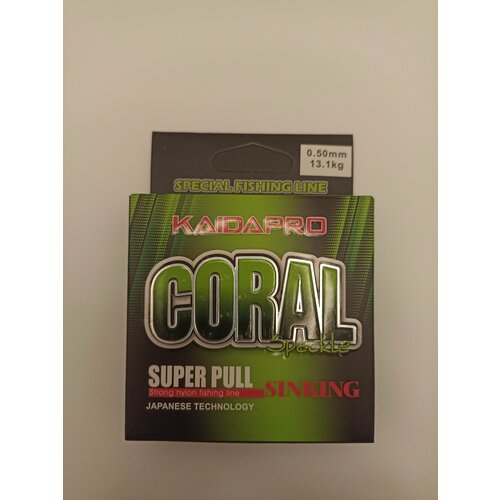 0.50mm
13.1kg
SPECIAL FISHING LINE
KAIDAPRO
CORAL
Speckle
SUPER PULL
Strong nylon fishing line
SINKING
JAPANESE TECHNOLOGY